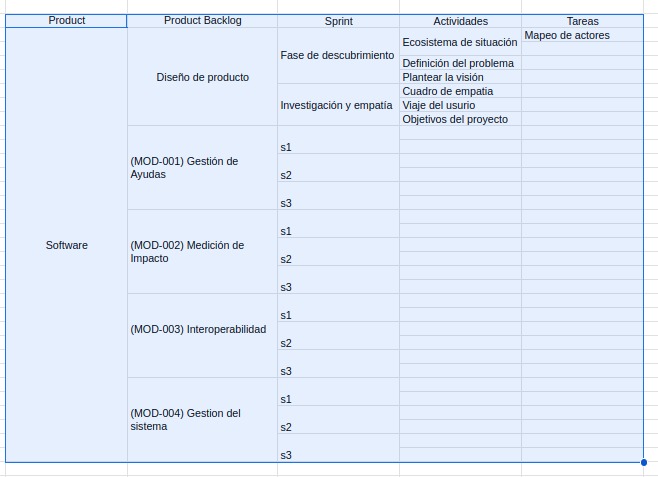 Product Product Backlog Sprint Actividades Tareas
Software
Diseño de producto
Fase de descubrimiento
Ecosistema de situación
Mapeo de actores
Definición del problema
Plantear la visión
Investigación y empatía
Cuadro de empatia
Viaje del usurio
Objetivos del proyecto
(MOD-001) Gestión de
Ayudas
s1
s2
s3
(MOD-002) Medición de
Impacto
s1
s2
s3
(MOD-003) Interoperabilidad
s1
s2
s3
(MOD-004) Gestion del
sistema
s1
s2
s3